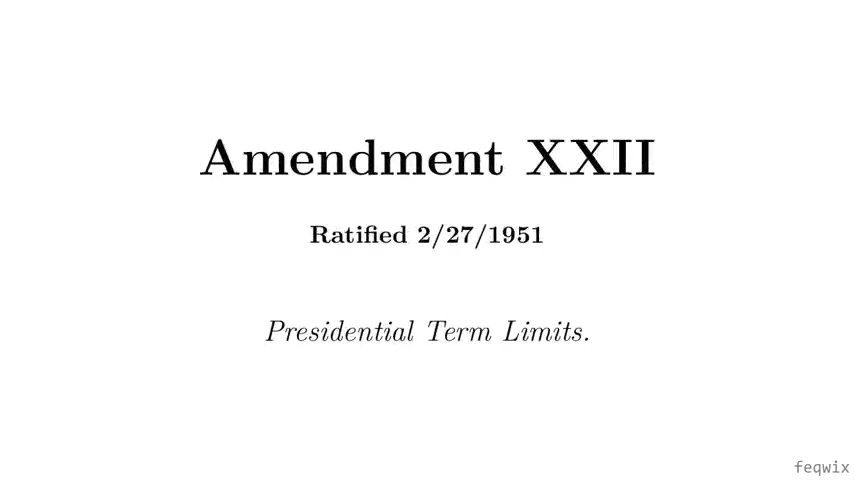 Amendment XXII
Ratified 2/27/1951
Presidential Term Limits.
feqwix